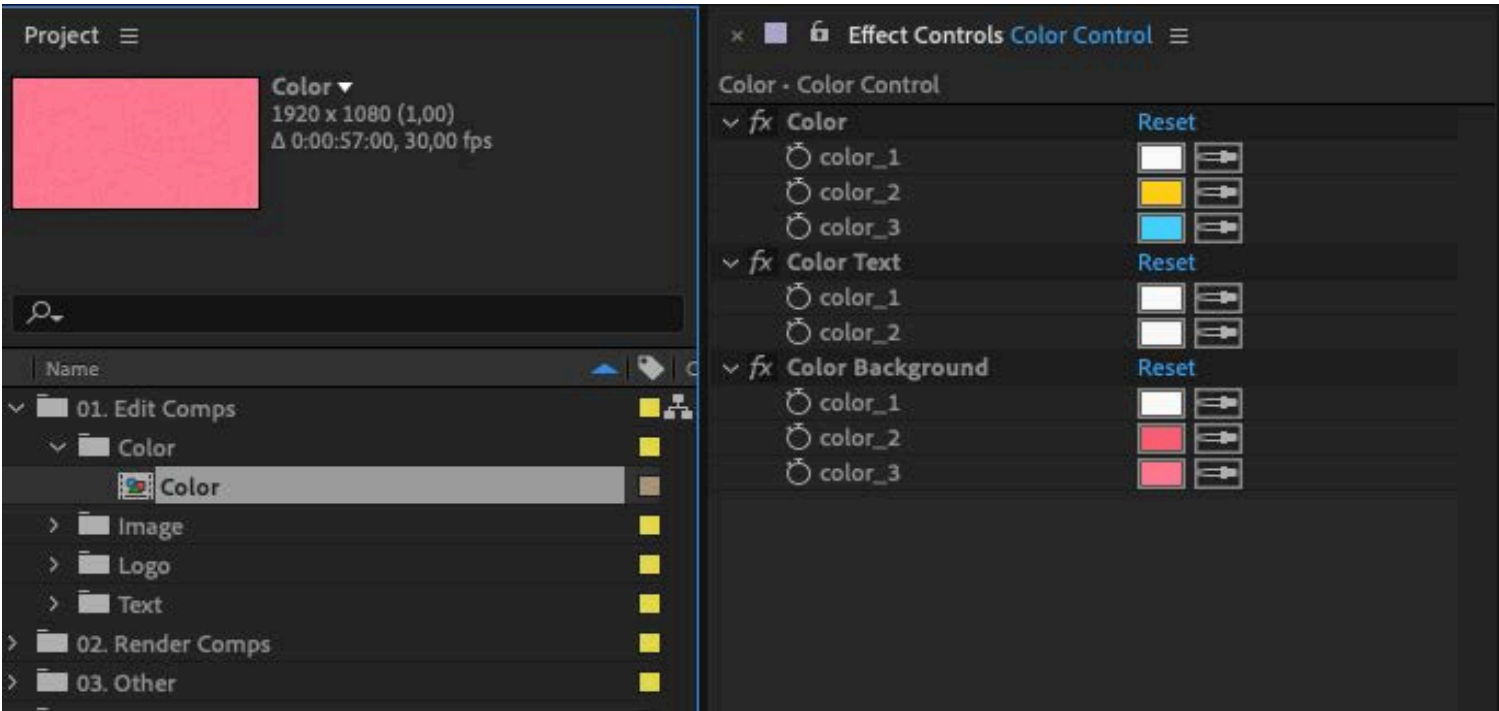 Project
Color
1920 x 1080 (1,00)
Δ 0:00:57:00, 30,00 fps
Name
01. Edit Comps
Color
Color
Image
Logo
Text
02. Render Comps
03. Other
× Effect Controls Color Control
Color • Color Control
fx Color Reset
color_1
color_2
color_3
fx Color Text Reset
color_1
color_2
fx Color Background Reset
color_1
color_2
color_3